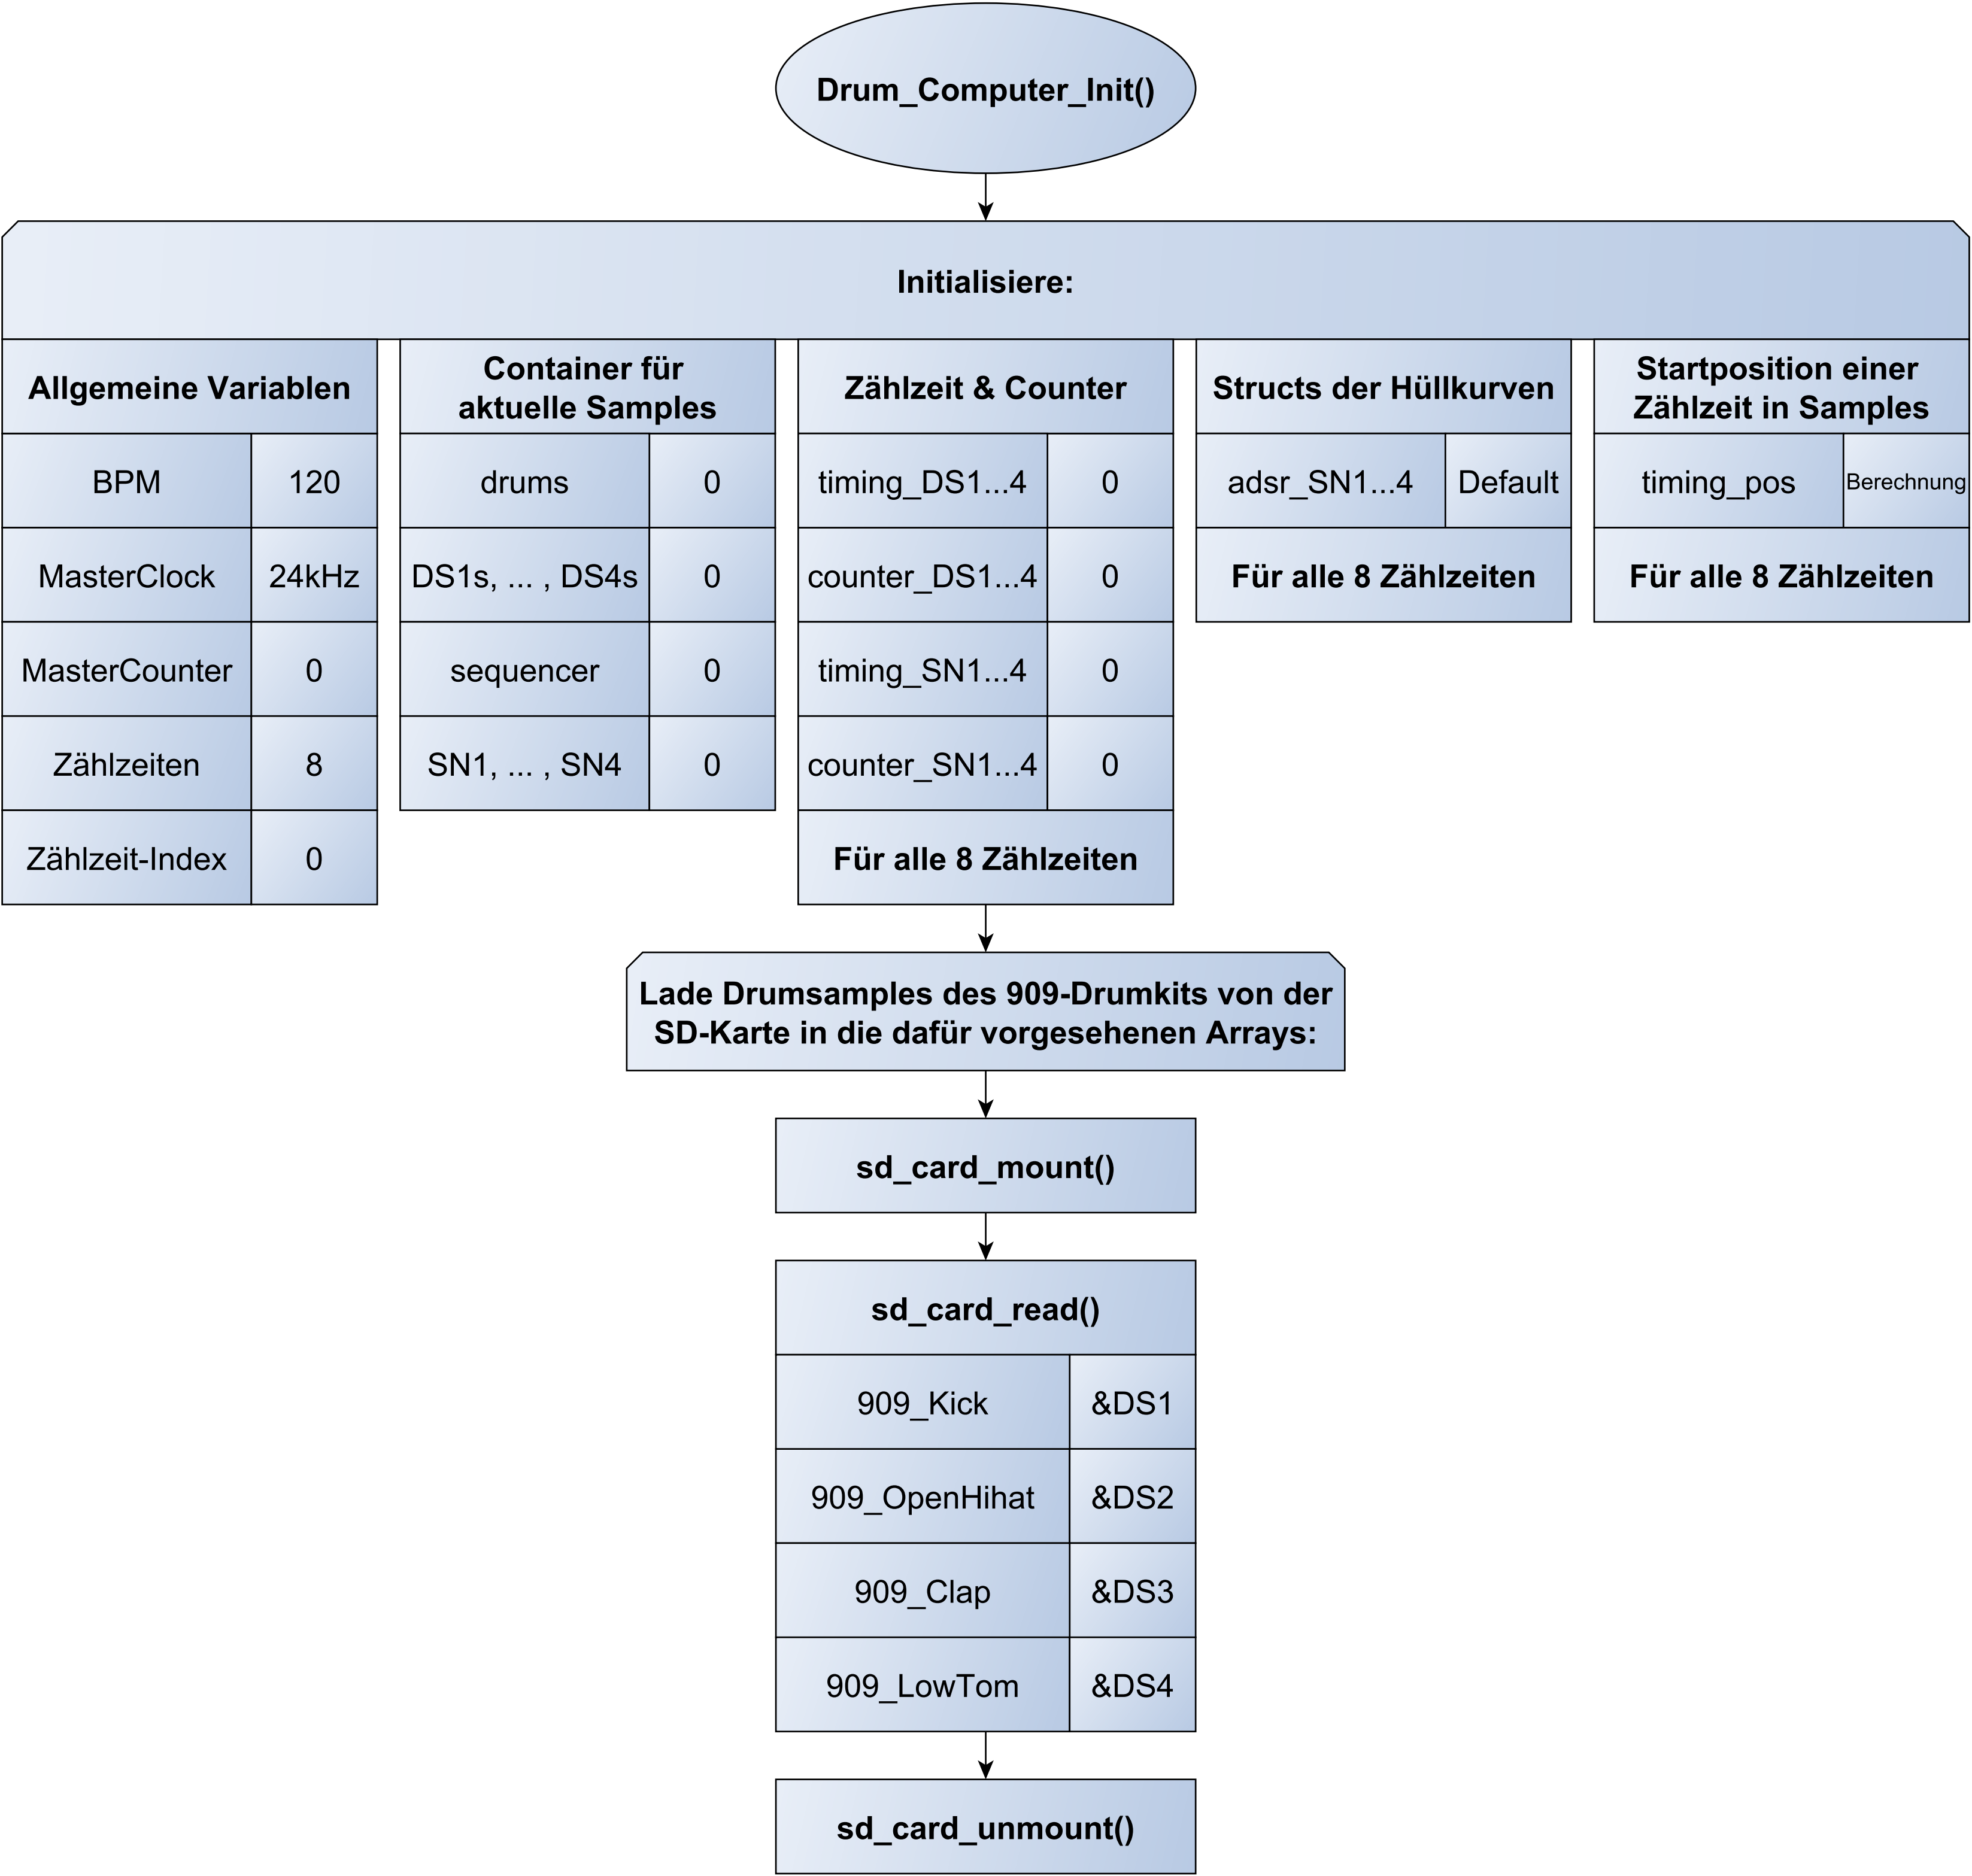 Drum_Computer_Init()
Initialisiere:
Allgemeine Variablen
BPM 120
MasterClock 24kHz
MasterCounter 0
Zählzeiten 8
Zählzeit-Index 0
Container für
aktuelle Samples
drums 0
DS1s, ... , DS4s 0
sequencer 0
SN1, ... , SN4 0
Zählzeit & Counter
timing_DS1...4 0
counter_DS1...4 0
timing_SN1...4 0
counter_SN1...4 0
Für alle 8 Zählzeiten
Structs der Hüllkurven
adsr_SN1...4 Default
Für alle 8 Zählzeiten
Startposition einer
Zählzeit in Samples
timing_pos Berechnung
Für alle 8 Zählzeiten
Lade Drumsamples des 909-Drumkits von der
SD-Karte in die dafür vorgesehenen Arrays:
sd_card_mount()
sd_card_read()
909_Kick &DS1
909_OpenHihat &DS2
909_Clap &DS3
909_LowTom &DS4
sd_card_unmount()